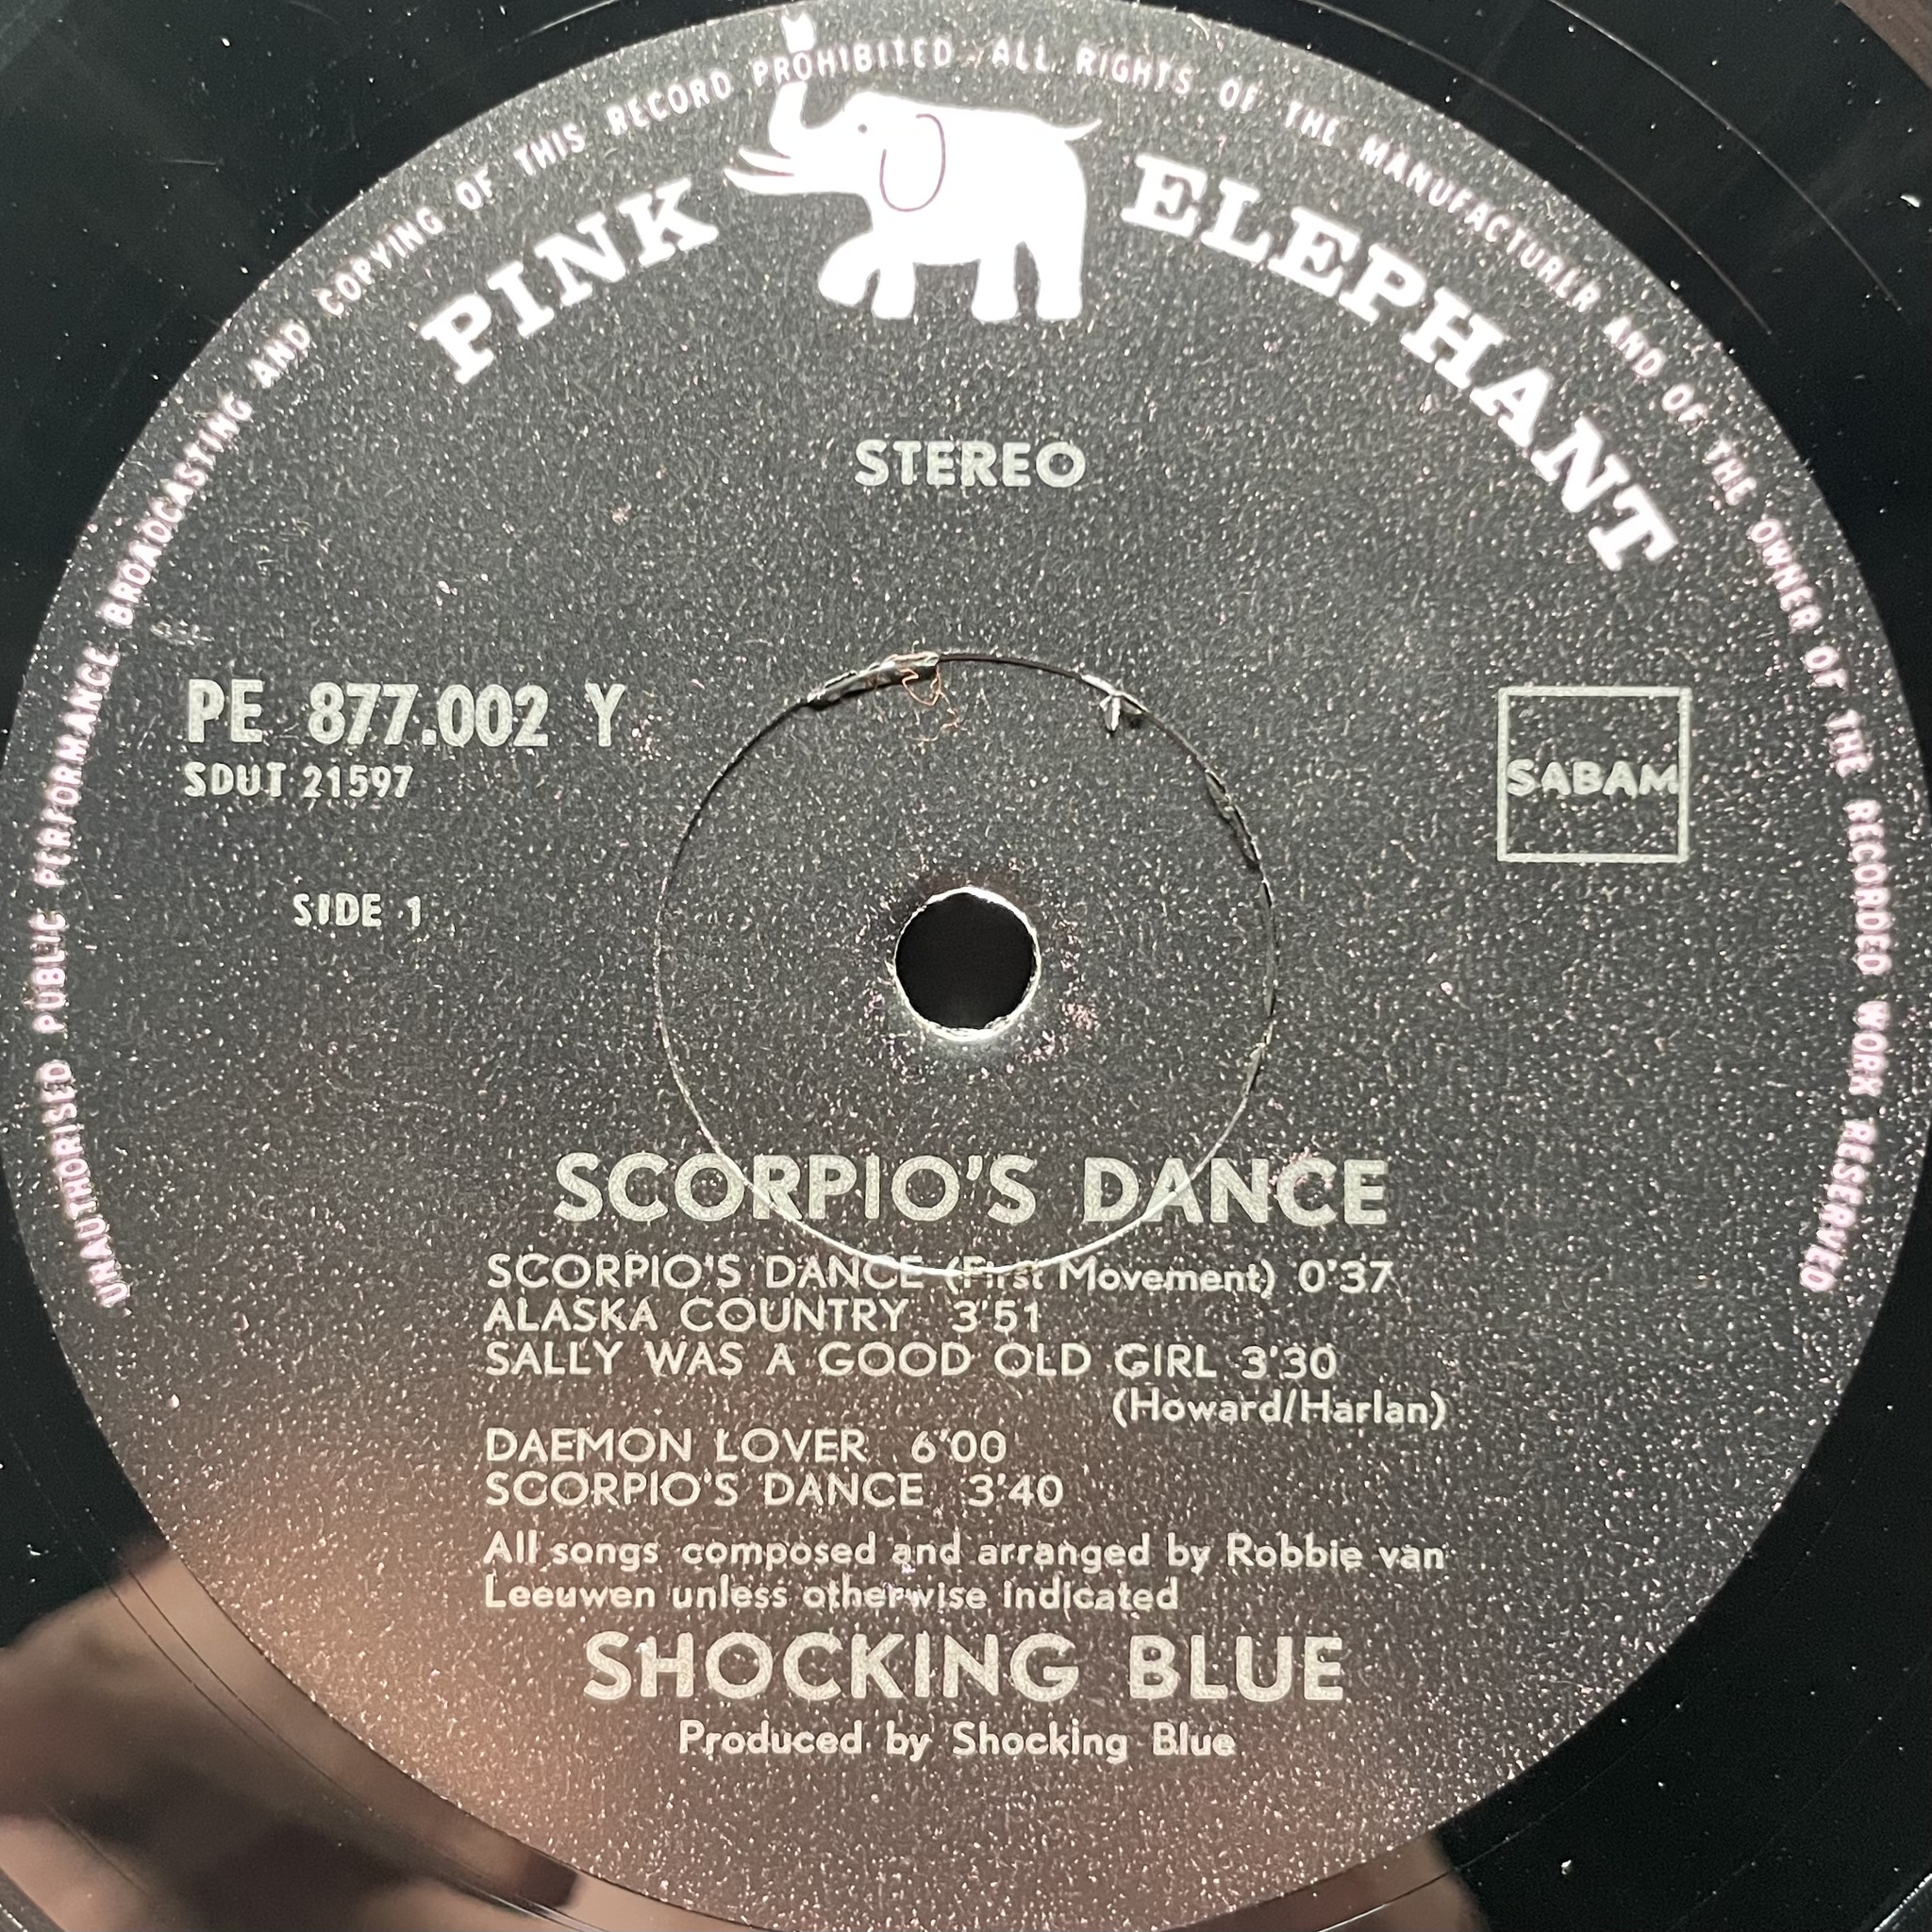 UNAUTHORISED PUBLIC PERFORMANCE BROADCASTING AND COPYING OF THIS RECORD PROHIBITED ALL RIGHTS OF THE MANUFACTURER AND OF THE OWNER OF THE RECORDED WORK RESERVED
PINK ELEPHANT
STEREO
PE 877.002 Y
SDUT 21597
SABAM
SIDE 1
SCORPIO'S DANCE
SCORPIO'S DANCE (First Movement) 0'37
ALASKA COUNTRY 3'51
SALLY WAS A GOOD OLD GIRL 3'30
(Howard/Harlan)
DAEMON LOVER 6'00
SCORPIO'S DANCE 3'40
All songs composed and arranged by Robbie van
Leeuwen unless otherwise indicated
SHOCKING BLUE
Produced by Shocking Blue